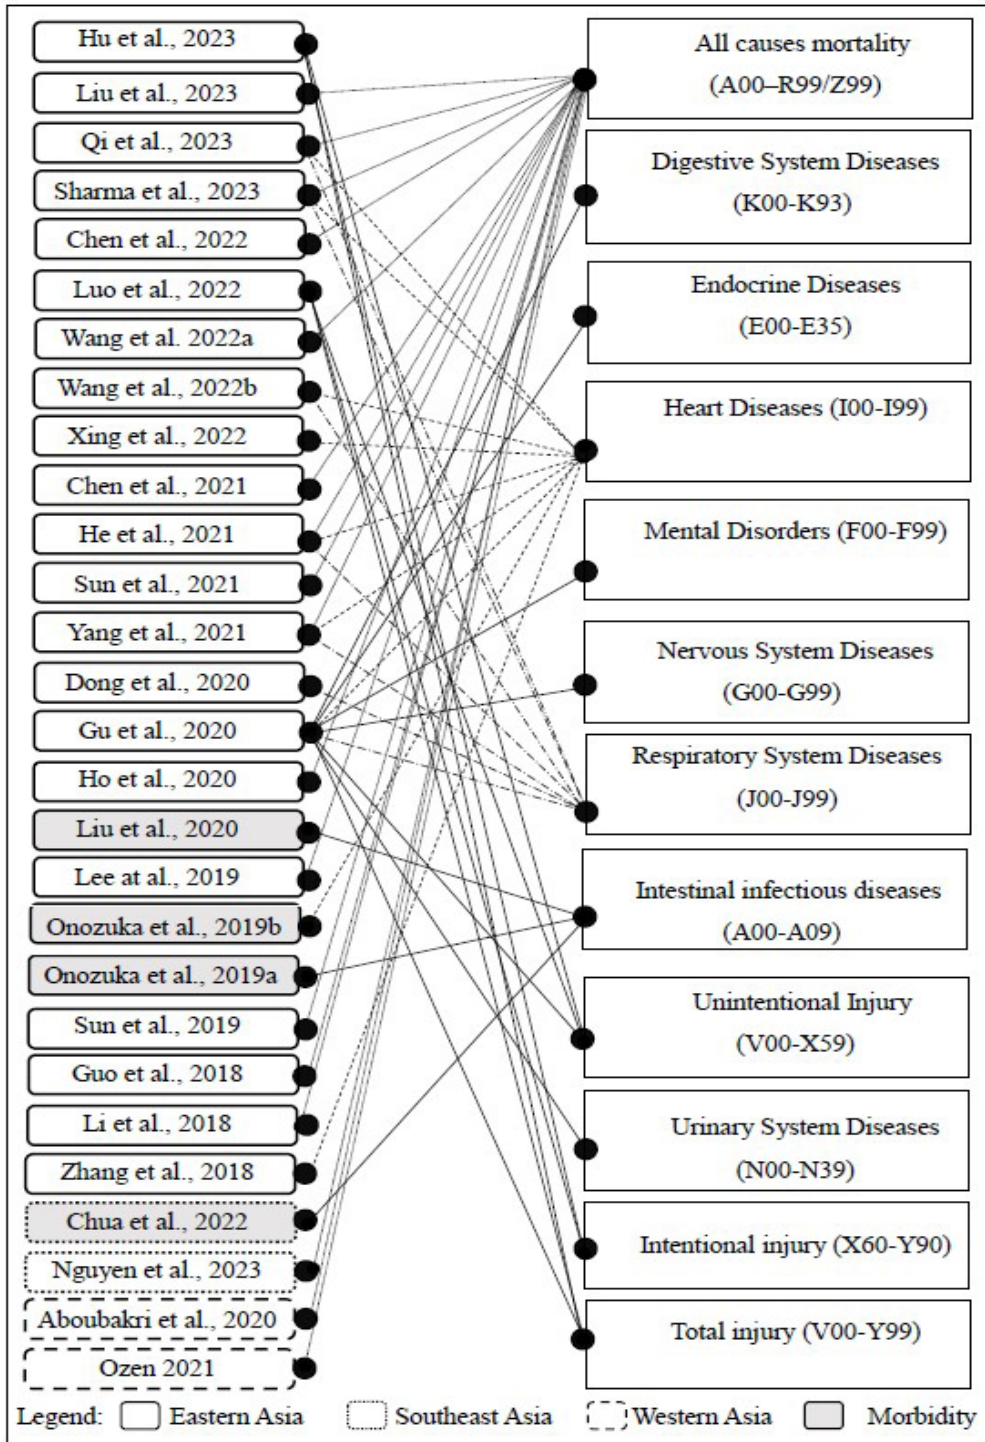 Hu et al., 2023
Liu et al., 2023
Qi et al., 2023
Sharma et al., 2023
Chen et al., 2022
Luo et al., 2022
Wang et al. 2022a
Wang et al., 2022b
Xing et al., 2022
Chen et al., 2021
He et al., 2021
Sun et al., 2021
Yang et al., 2021
Dong et al., 2020
Gu et al., 2020
Ho et al., 2020
Liu et al., 2020
Lee at al., 2019
Onozuka et al., 2019b
Onozuka et al., 2019a
Sun et al., 2019
Guo et al., 2018
Li et al., 2018
Zhang et al., 2018
Chua et al., 2022
Nguyen et al., 2023
Aboubakri et al., 2020
Ozen 2021
All causes mortality
(A00–R99/Z99)
Digestive System Diseases
(K00-K93)
Endocrine Diseases
(E00-E35)
Heart Diseases (I00-I99)
Mental Disorders (F00-F99)
Nervous System Diseases
(G00-G99)
Respiratory System Diseases
(J00-J99)
Intestinal infectious diseases
(A00-A09)
Unintentional Injury
(V00-X59)
Urinary System Diseases
(N00-N39)
Intentional injury (X60-Y90)
Total injury (V00-Y99)
Legend: Eastern Asia Southeast Asia Western Asia Morbidity